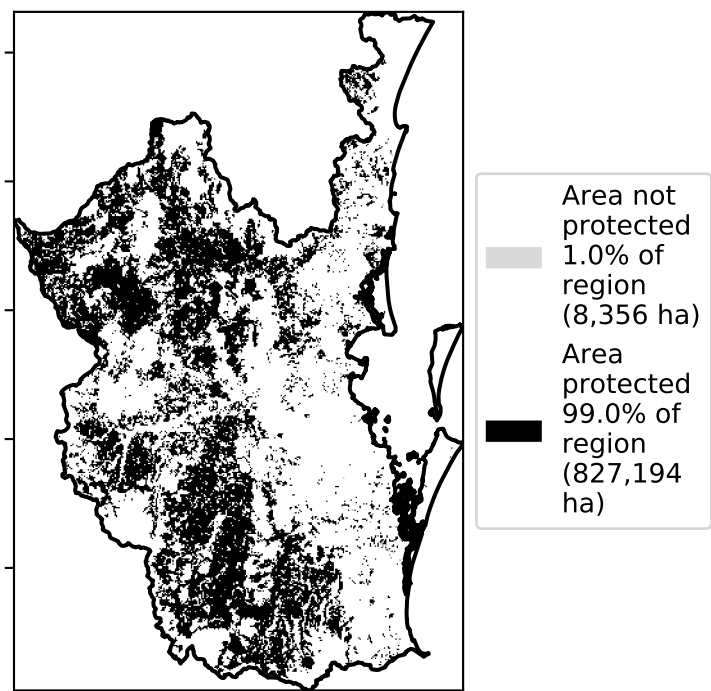 Area not
protected
1.0% of
region
(8,356 ha)
Area
protected
99.0% of
region
(827,194
ha)